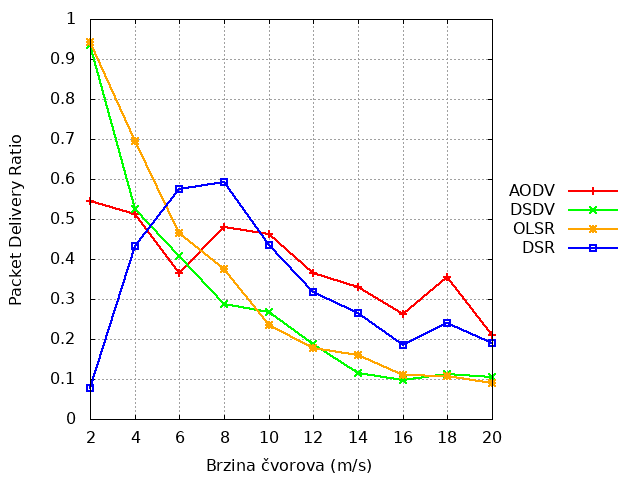 1
0.9
0.8
0.7
0.6
0.5
0.4
0.3
0.2
0.1
0
Packet Delivery Ratio
2 4 6 8 10 12 14 16 18 20
Brzina čvorova (m/s)
AODV
DSDV
OLSR
DSR